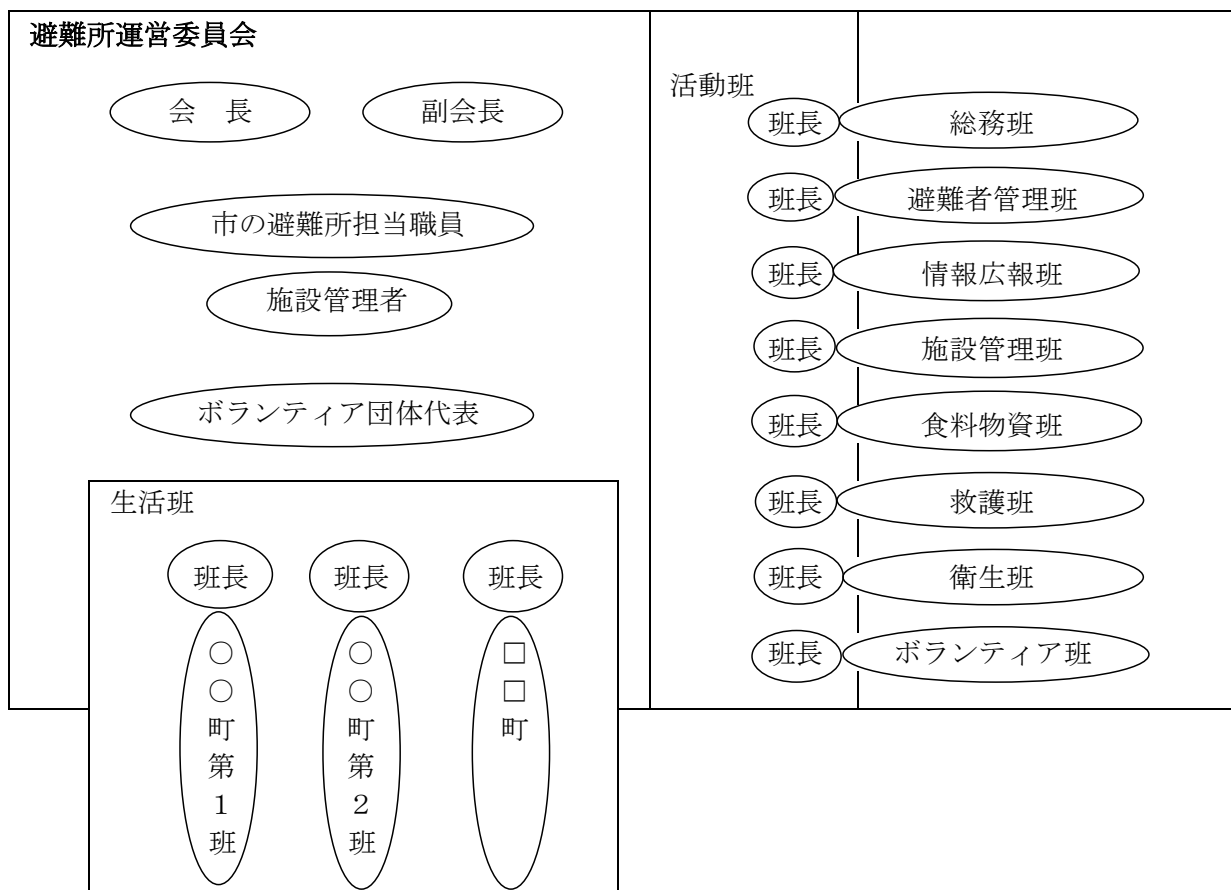 避難所運営委員会
会　長
副会長
市の避難所担当職員
施設管理者
ボランティア団体代表
生活班
班長
○○町第1班
班長
○○町第2班
班長
□□町
活動班
班長
総務班
班長
避難者管理班
班長
情報広報班
班長
施設管理班
班長
食料物資班
班長
救護班
班長
衛生班
班長
ボランティア班